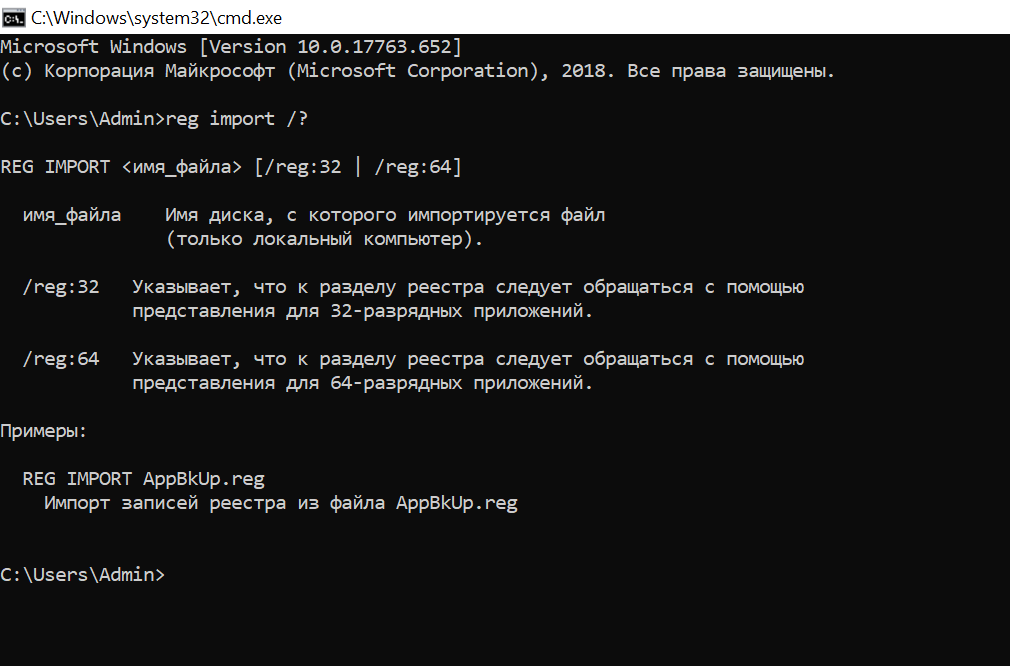 C:\Windows\system32\cmd.exe
Microsoft Windows [Version 10.0.17763.652]
(c) Корпорация Майкрософт (Microsoft Corporation), 2018. Все права защищены.
C:\Users\Admin>reg import /?
REG IMPORT <имя_файла> [/reg:32 | /reg:64]
имя_файла    Имя диска, с которого импортируется файл
(только локальный компьютер).
/reg:32   Указывает, что к разделу реестра следует обращаться с помощью
представления для 32-разрядных приложений.
/reg:64   Указывает, что к разделу реестра следует обращаться с помощью
представления для 64-разрядных приложений.
Примеры:
REG IMPORT AppBkUp.reg
Импорт записей реестра из файла AppBkUp.reg
C:\Users\Admin>